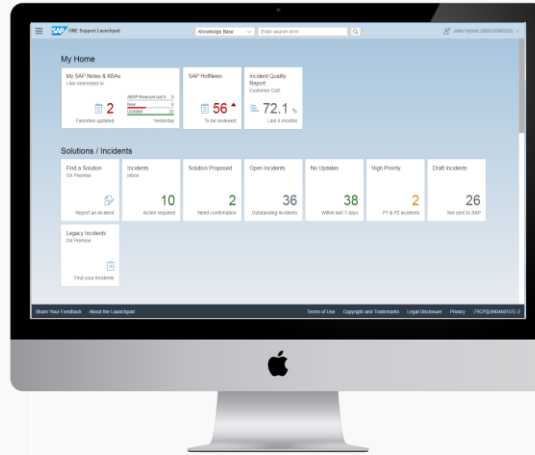 SAP ONE Support Launchpad
Knowledge Base
Enter search term
My Home
My SAP Notes & KBAs
I Am Interested in
2
Favorites updated
New
Yesterday
SAP HotNews
56
To be reviewed
Incident Quality
Report
Customer CoE
72.1 %
Last 6 months
Solutions / Incidents
Find a Solution
On Premise
Report an incident
Incidents
Inbox
10
Action required
Solution Proposed
2
Need confirmation
Open Incidents
36
Outstanding incidents
No Updates
38
Within last 7 days
High Priority
2
P1 & P2 incidents
Draft Incidents
26
Not sent to SAP
Legacy Incidents
On Premise
Find your incidents
Share Your Feedback About the Launchpad
Terms of Use Copyright and Trademarks Legal Disclosure Privacy